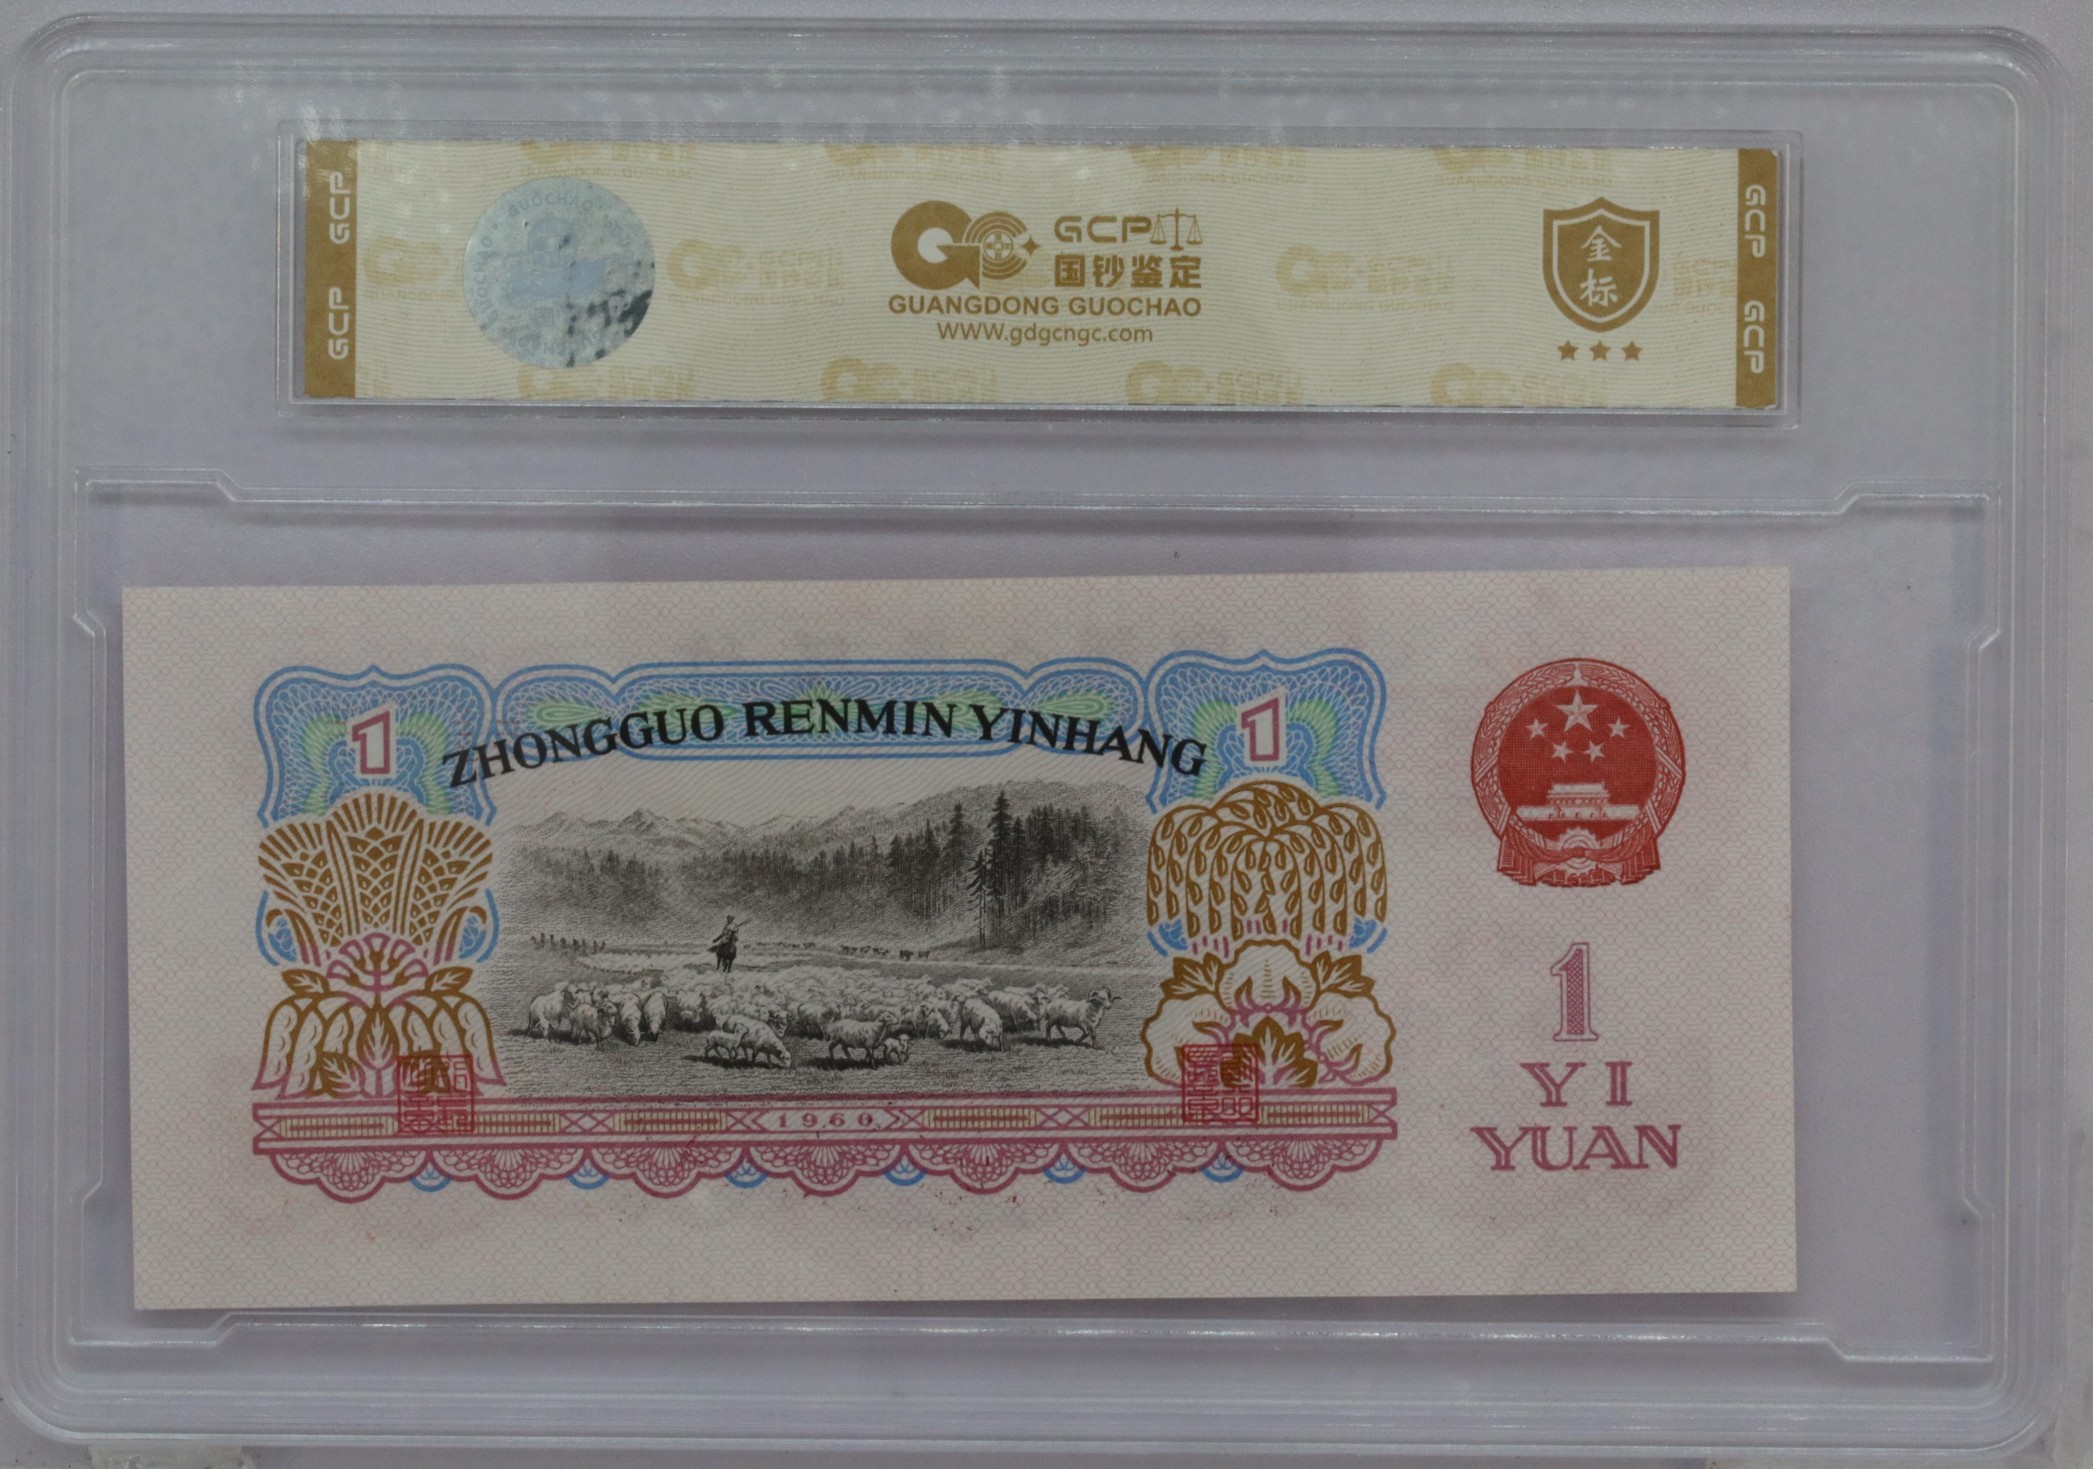 GCP
GCP
GUOCHAO
GCP
国钞鉴定
GUANGDONG GUOCHAO
WWW.gdgcngc.com
金
标
GCP
GCP
1
ZHONGGUO RENMIN YINHANG
1
1960
1
YI
YUAN